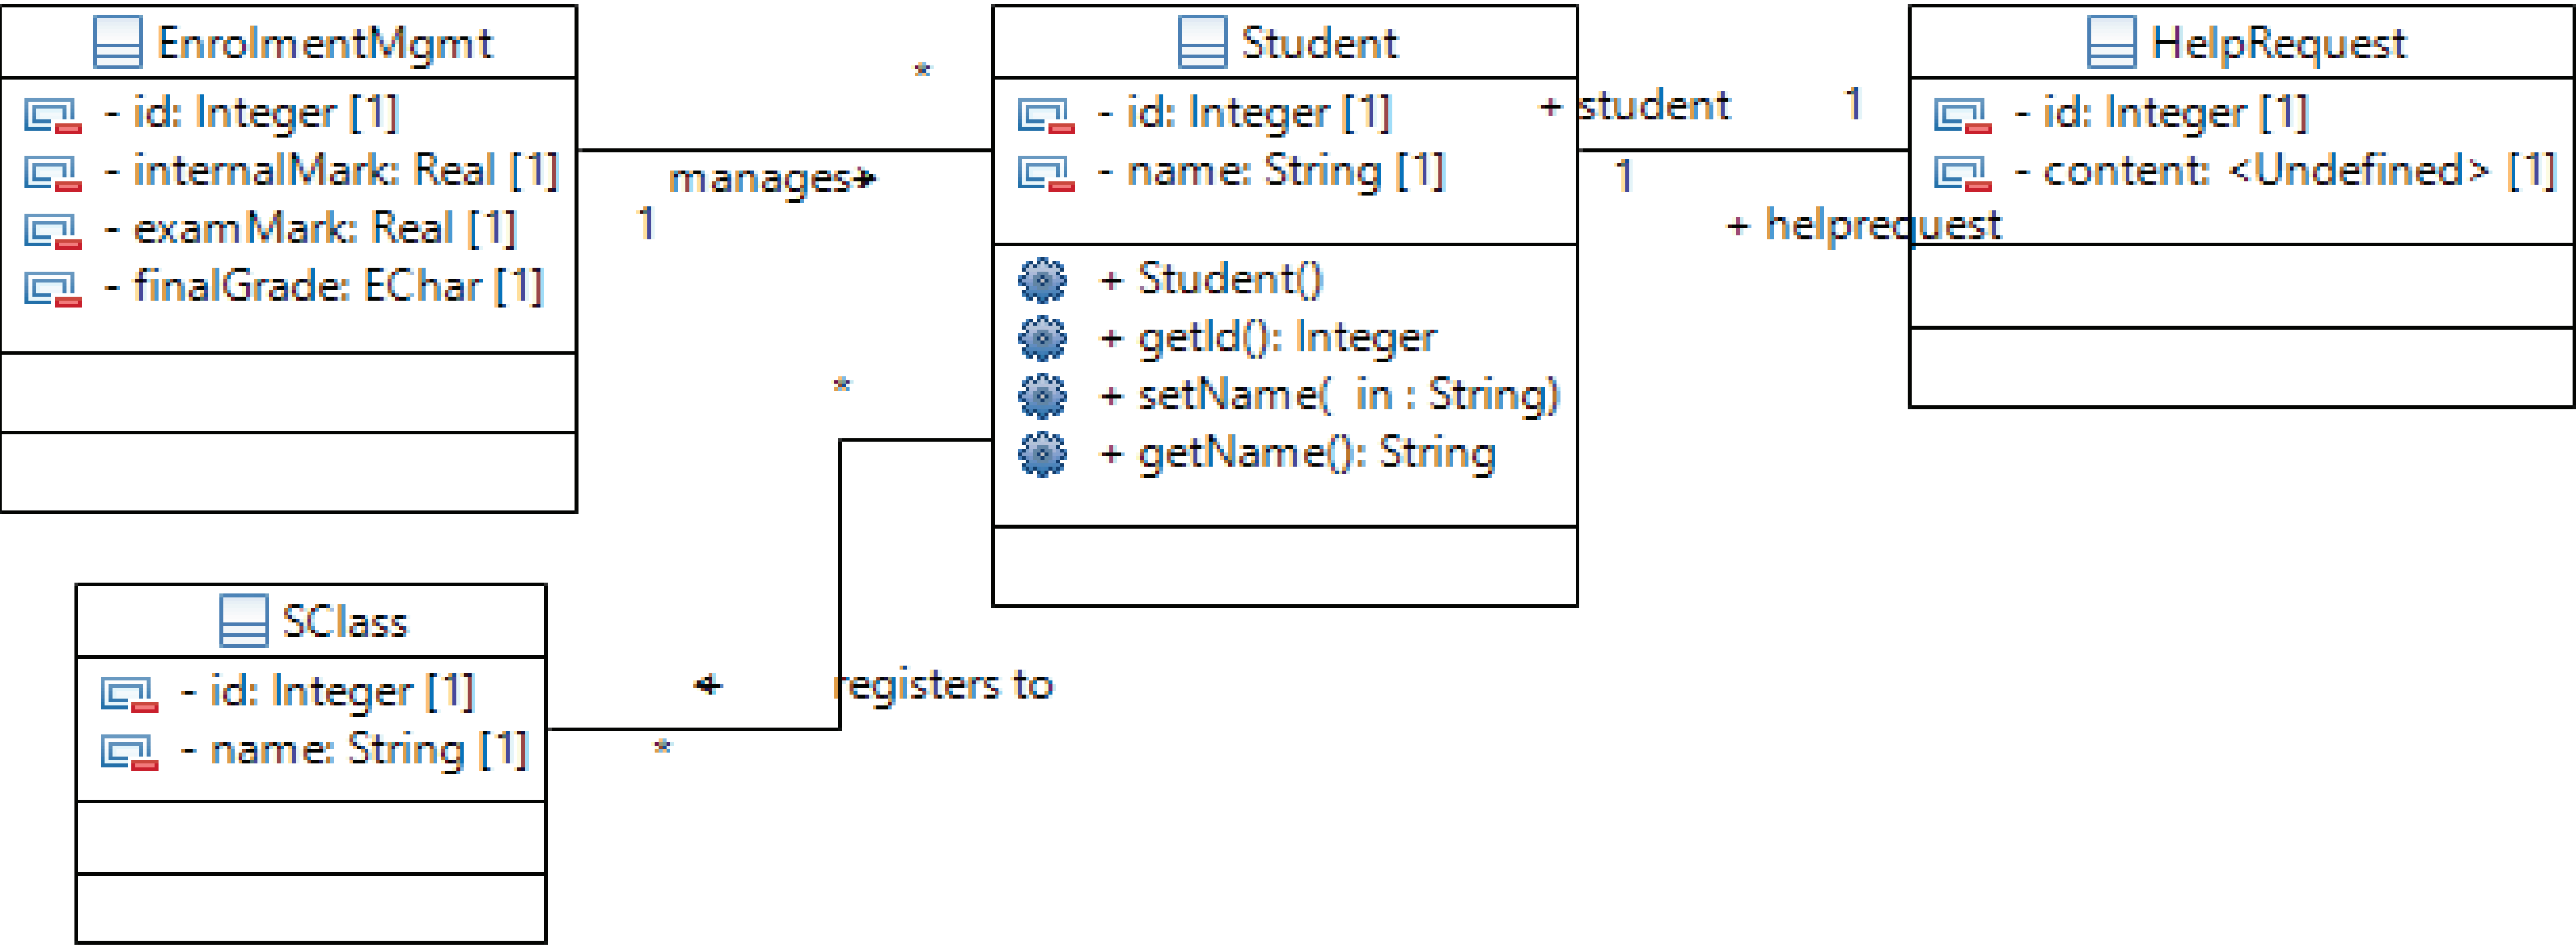 EnrolmentMgmt
- id: Integer [1]
- internalMark: Real [1]
- examMark: Real [1]
- finalGrade: EChar [1]
*
manages
1
Student
- id: Integer [1]
- name: String [1]
+ Student()
+ getId(): Integer
+ setName( in : String)
+ getName(): String
+ student
1
1
+ helprequest
HelpRequest
- id: Integer [1]
- content: <Undefined> [1]
*
registers to
*
SClass
- id: Integer [1]
- name: String [1]